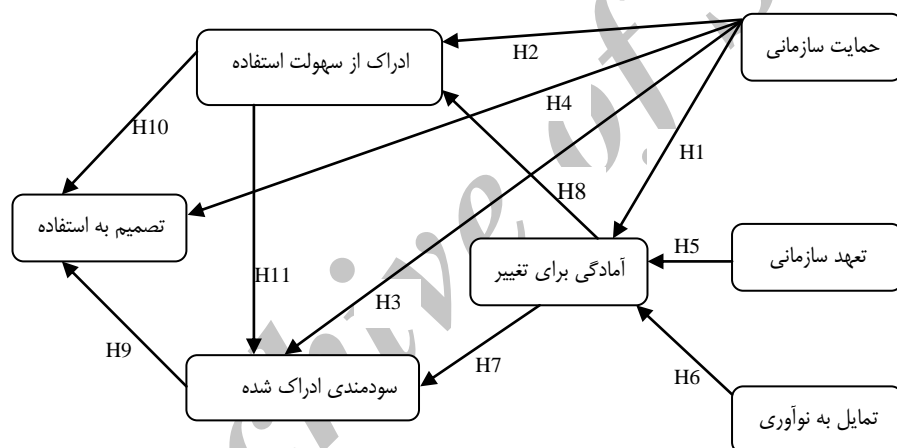 حمایت سازمانی
ادراک از سهولت استفاده
H2
H4
H10
H1
H8
تصمیم به استفاده
تعهد سازمانی
آمادگی برای تغییر
H5
H11
H3
H9
H7
سودمندی ادراک شده
H6
تمایل به نوآوری